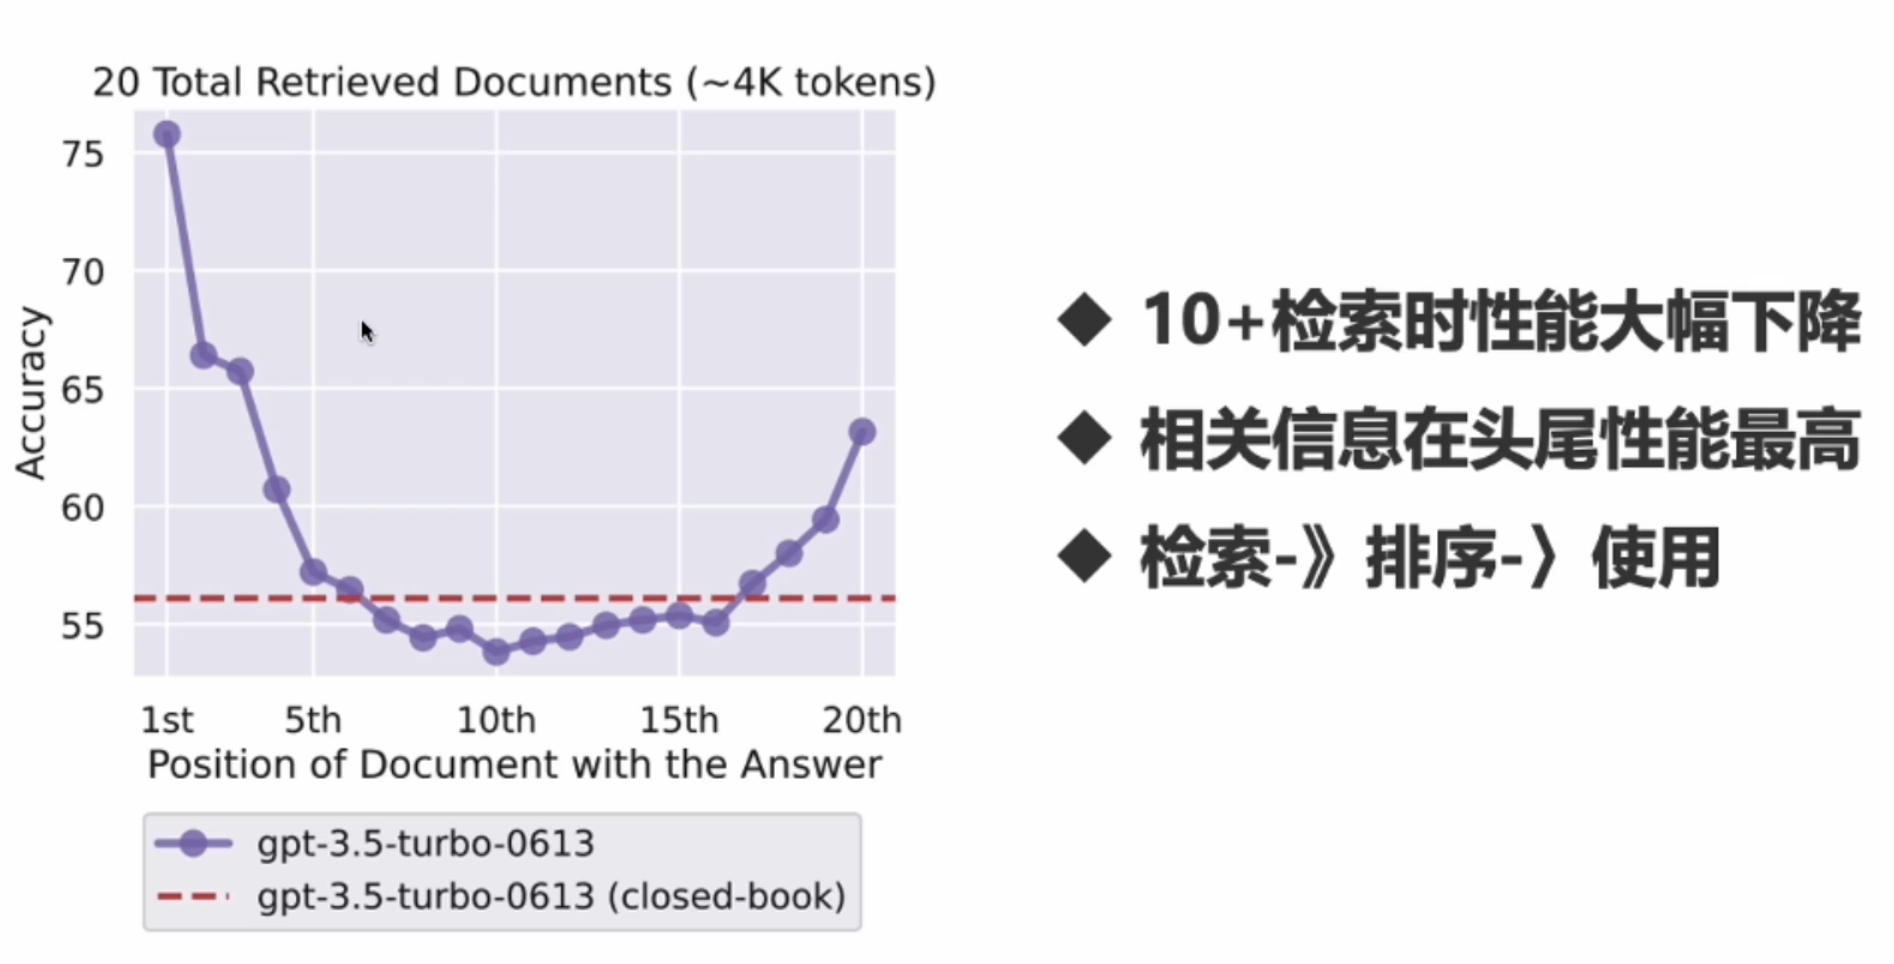 20 Total Retrieved Documents (~4K tokens)
75
70
65
60
55
Accuracy
1st 5th 10th 15th 20th
Position of Document with the Answer
gpt-3.5-turbo-0613
gpt-3.5-turbo-0613 (closed-book)
◆ 10+检索时性能大幅下降
◆ 相关信息在头尾性能最高
◆ 检索-》排序-〉使用